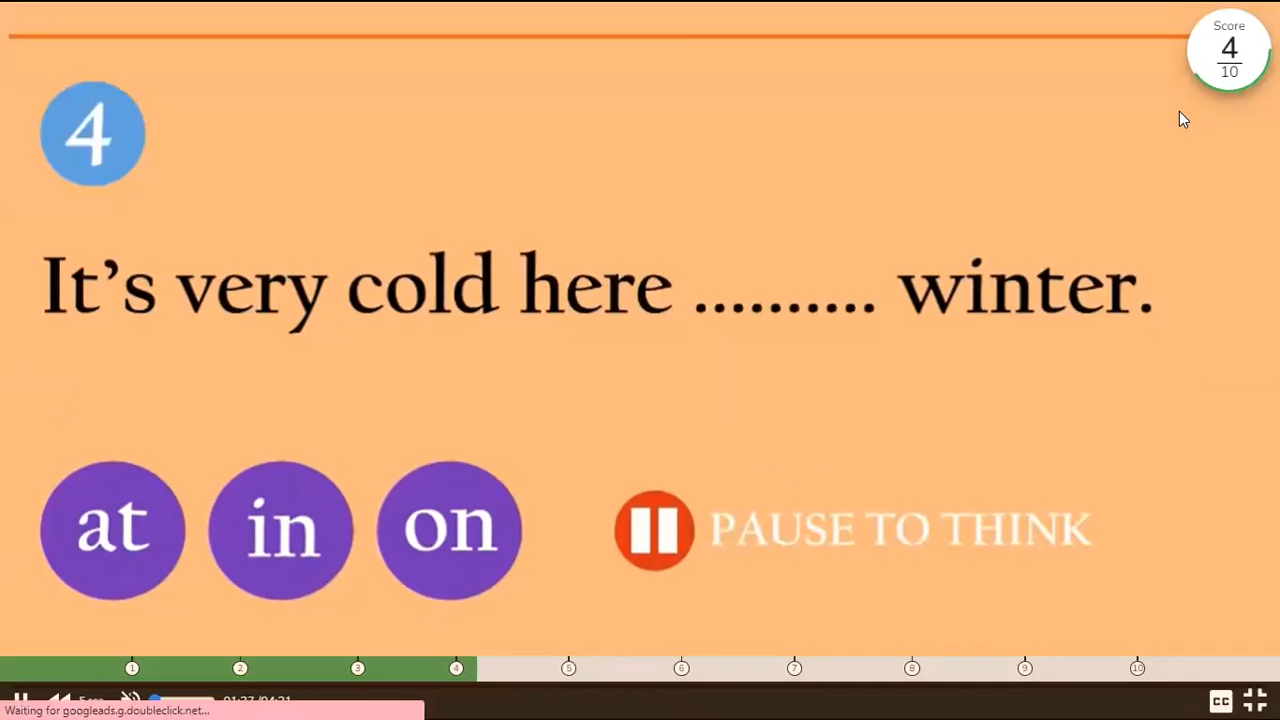 Score
4
10
4
It’s very cold here .......... winter.
at in on PAUSE TO THINK
1 2 3 4 5 6 7 8 9 10
Waiting for googleads.g.doubleclick.net...
CC